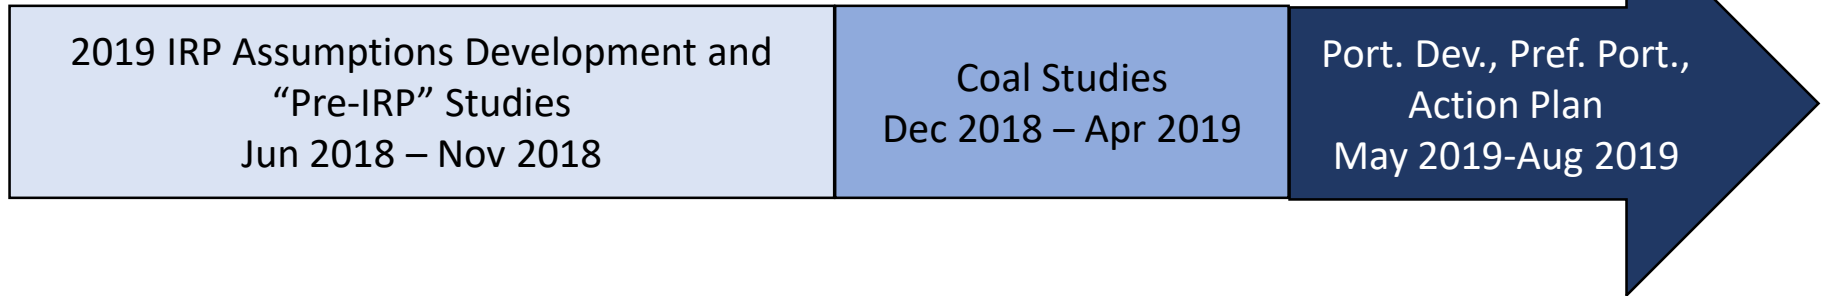 2019 IRP Assumptions Development and
“Pre-IRP” Studies
Jun 2018 – Nov 2018
Coal Studies
Dec 2018 – Apr 2019
Port. Dev., Pref. Port.,
Action Plan
May 2019-Aug 2019